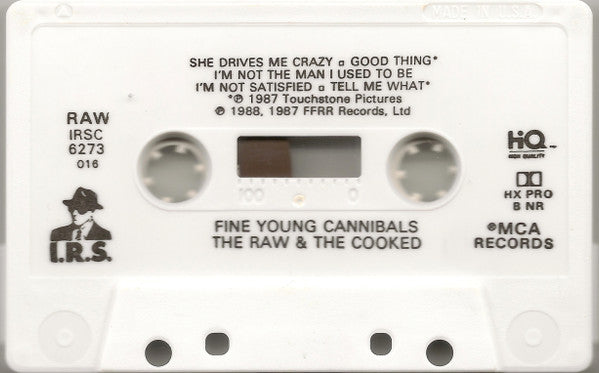 A
MADE IN U.S.A.
SHE DRIVES ME CRAZY □ GOOD THING*
I'M NOT THE MAN I USED TO BE
I'M NOT SATISFIED □ TELL ME WHAT*
*℗ 1987 Touchstone Pictures
℗ 1988, 1987 FFRR Records, Ltd
RAW
IRSC
6273
016
I.R.S.
100 0
HiQ™
HIGH QUALITY
HX PRO
B NR
®MCA
RECORDS
FINE YOUNG CANNIBALS
THE RAW & THE COOKED